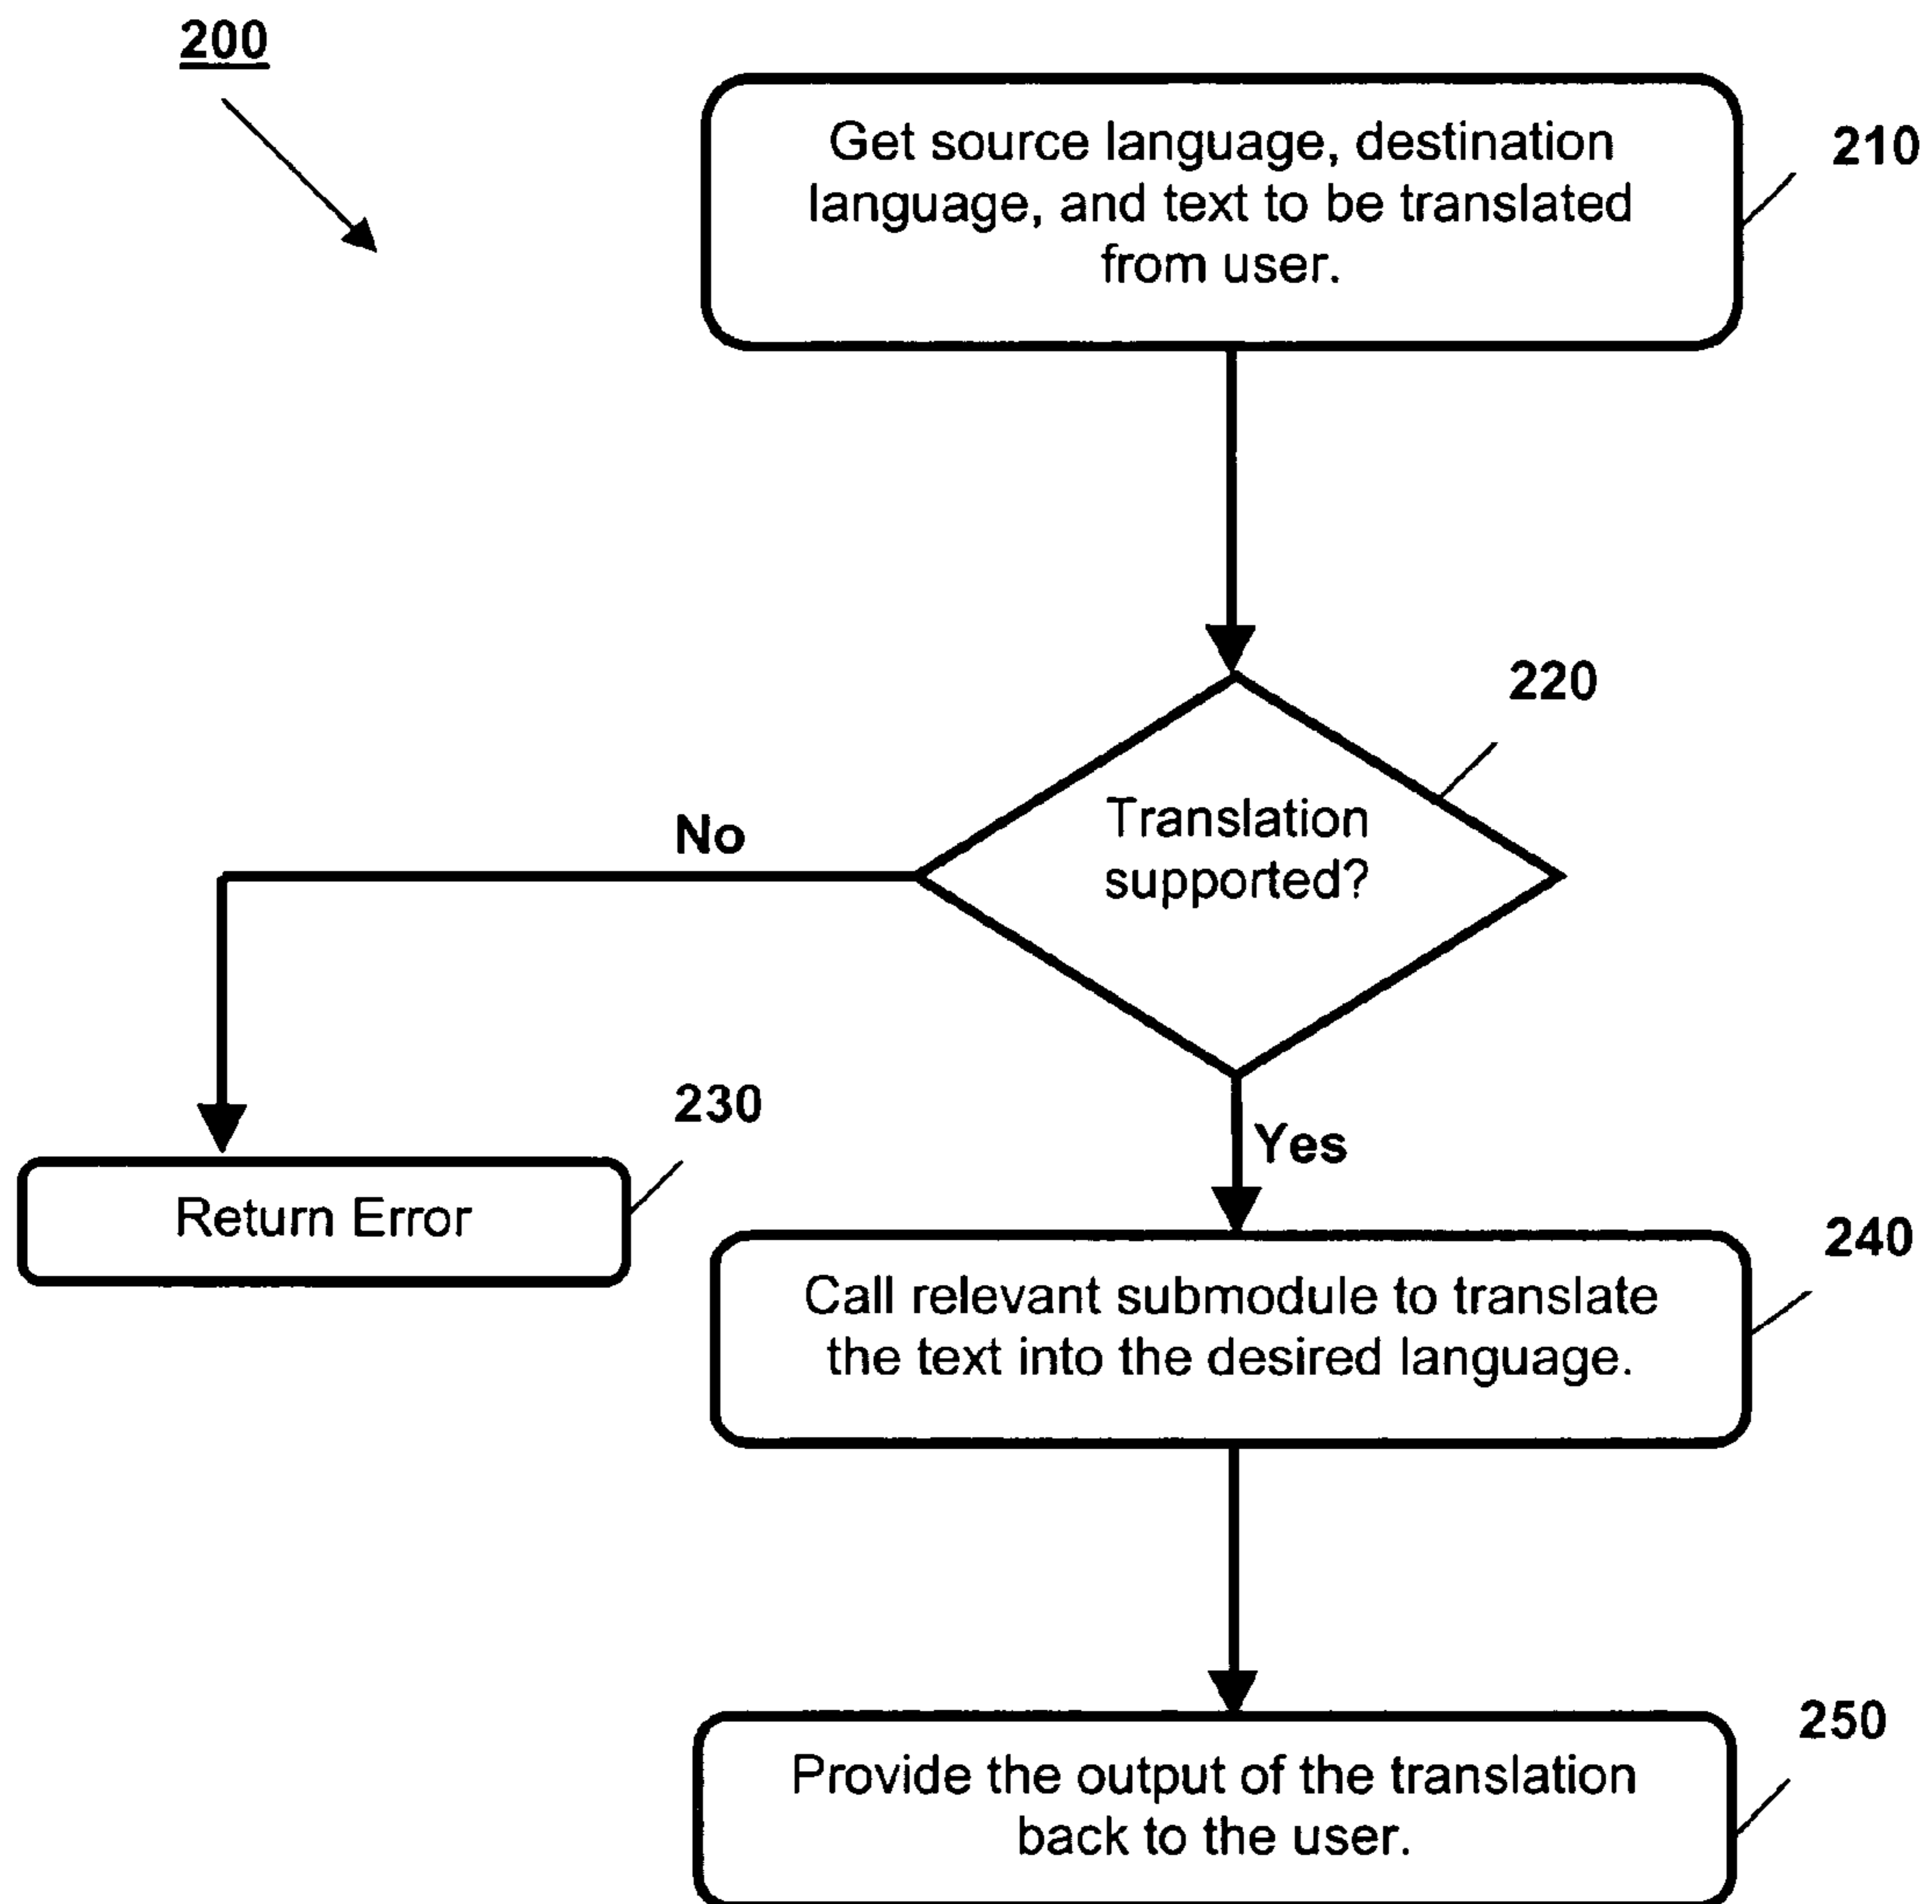 200
Get source language, destination
language, and text to be translated
from user.
210
220
Translation
supported?
No
Yes
230
Return Error
240
Call relevant submodule to translate
the text into the desired language.
250
Provide the output of the translation
back to the user.